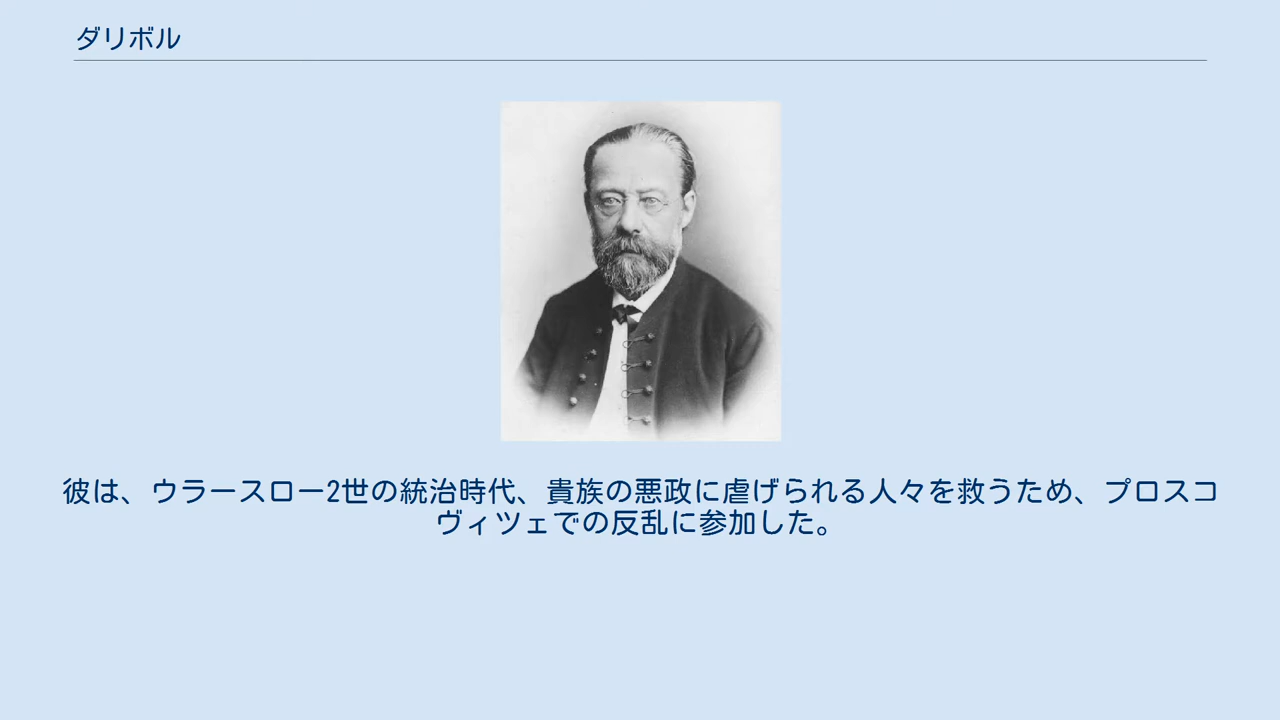 ダリボル
彼は、ウラースロー2世の統治時代、貴族の悪政に虐げられる人々を救うため、プロスコ
ヴィツェでの反乱に参加した。